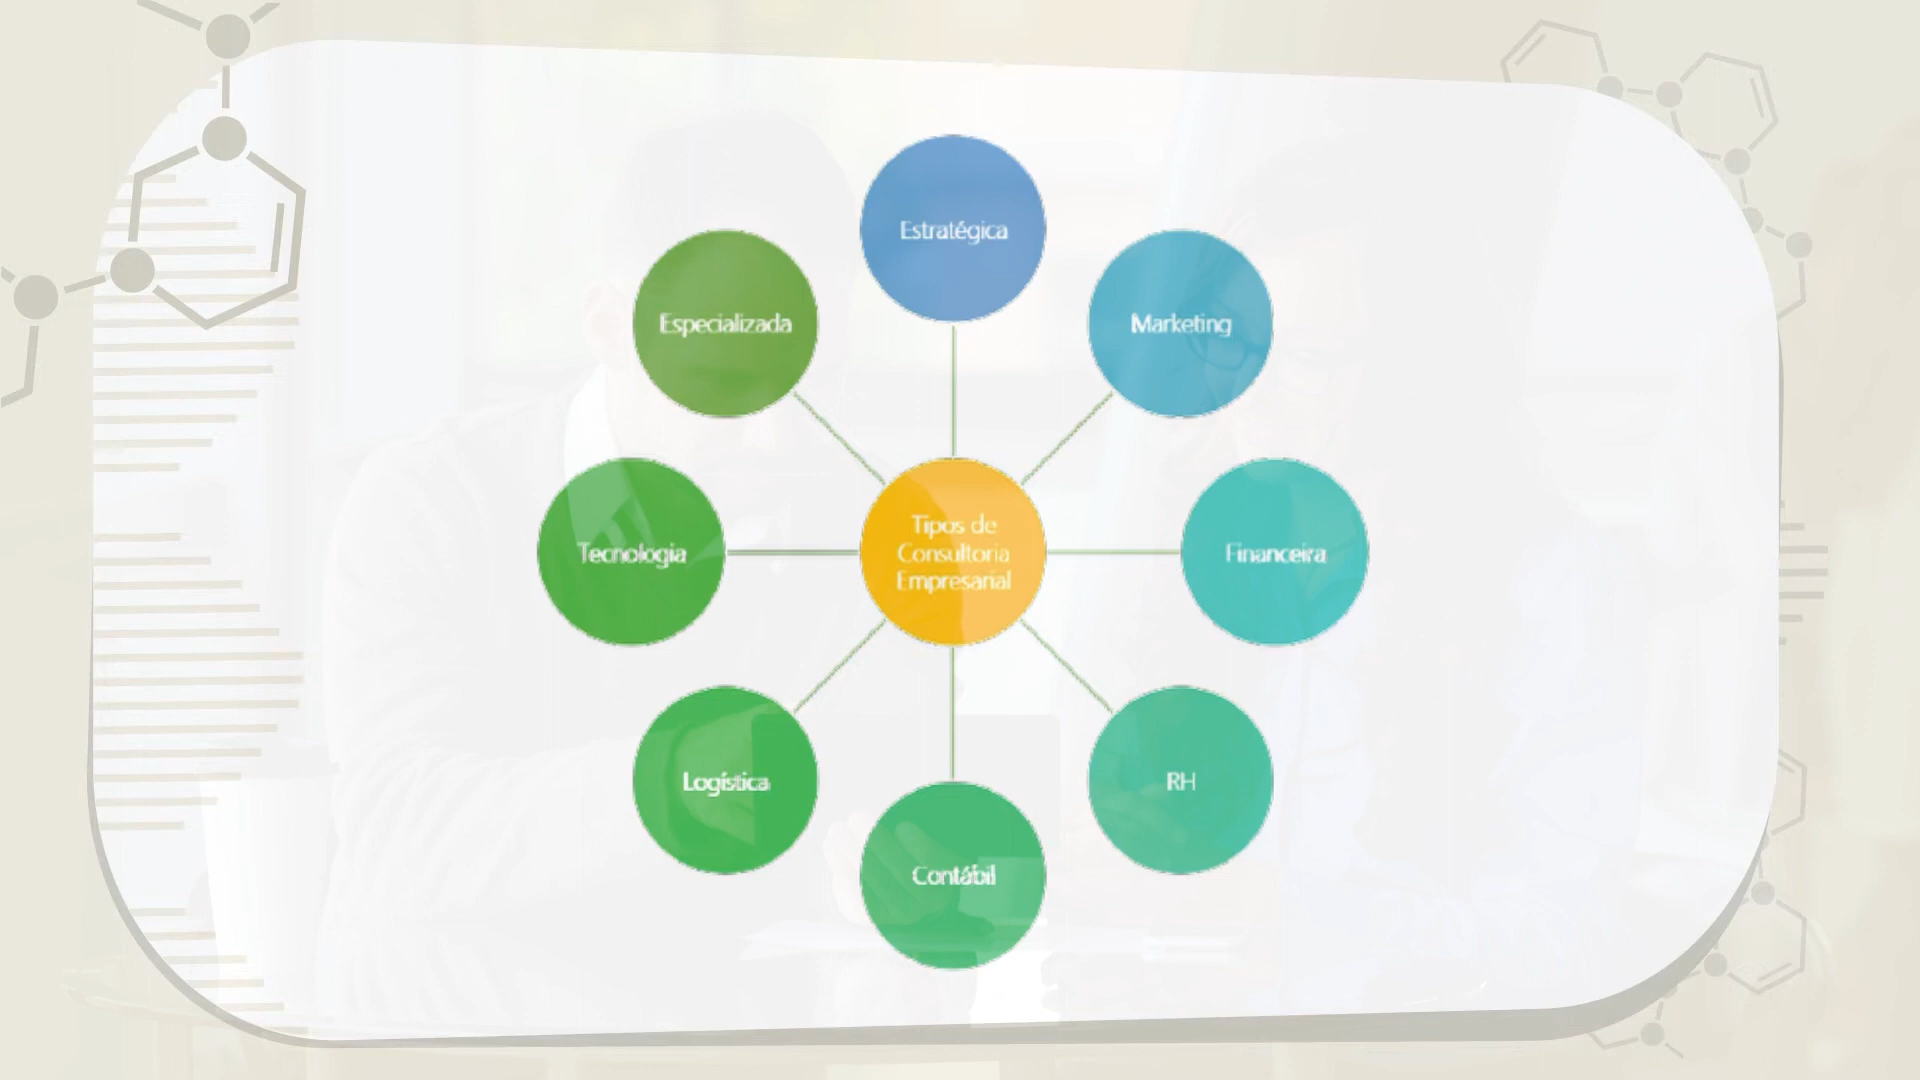 Estratégica
Especializada
Marketing
Tecnologia
Tipos de
Consultoria
Empresarial
Financeira
Logística
RH
Contábil